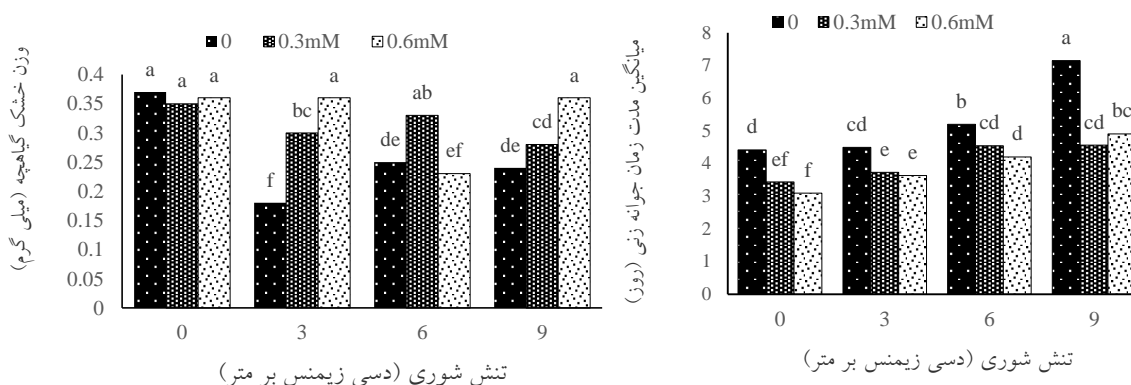 0 0.3mM 0.6mM
وزن خشک گیاهچه (میلی گرم)
0.4
0.35
0.3
0.25
0.2
0.15
0.1
0.05
0
a a a
f bc a
de ab ef
de cd a
0 3 6 9
تنش شوری (دسی زیمنس بر متر)
0 0.3mM 0.6mM
میانگین مدت زمان جوانه زنی (روز)
8
7
6
5
4
3
2
1
0
d ef f
cd e e
b cd d
a cd bc
0 3 6 9
تنش شوری (دسی زیمنس بر متر)